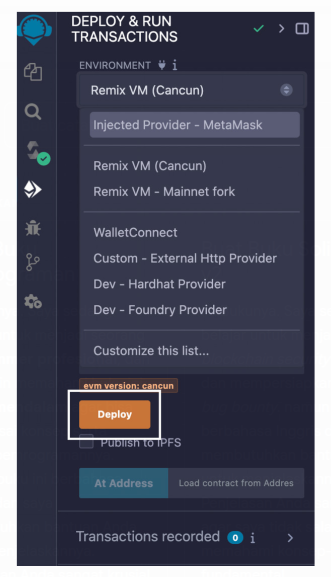 DEPLOY & RUN
TRANSACTIONS
ENVIRONMENT i
Remix VM (Cancun)
Injected Provider - MetaMask
Remix VM (Cancun)
Remix VM - Mainnet fork
WalletConnect
Custom - External Http Provider
Dev - Hardhat Provider
Dev - Foundry Provider
Customize this list...
evm version: cancun
Deploy
Publish to IPFS
At Address Load contract from Addres
Transactions recorded 0 i